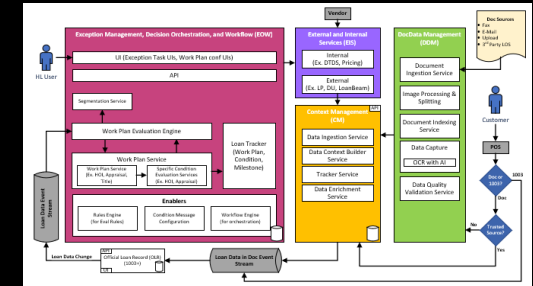 Exception Management, Decision Orchestration, and Workflow (EOW)
UI (Exception Task UIs, Work Plan conf UIs)
API
Segmentation Service
Work Plan Evaluation Engine
Work Plan Service
Work Plan Service
(Ex. HOI, Appraisal,
Title)
Specific Condition
Evaluation Services
(Ex. HOI, Appraisal)
Loan Tracker
(Work Plan,
Condition,
Milestone)
Enablers
Rules Engine
(for Eval Rules)
Condition Message
Configuration
Workflow Engine
(for orchestration)
HL User
Loan Data Event
Stream
Loan Data Change
API
Official Loan Record (OLR)
(1003+)
UI
Loan Data in Doc Event
Stream
Vendor
External and Internal
Services (EIS)
Internal
(Ex. DTDS, Pricing)
External
(Ex. LP, DU, LoanBeam)
Context Management
(CM)
API
Data Ingestion Service
Data Context Builder
Service
Tracker Service
Data Enrichment
Service
DocData Management
(DDM)
Document
Ingestion Service
Image Processing &
Splitting
Document Indexing
Service
Data Capture
OCR with AI
Data Quality
Validation Service
Doc Sources
Fax
E-Mail
Upload
3rd Party LOS
Customer
POS
1003
Doc or
1003?
Doc
Trusted
Source?
No
Yes